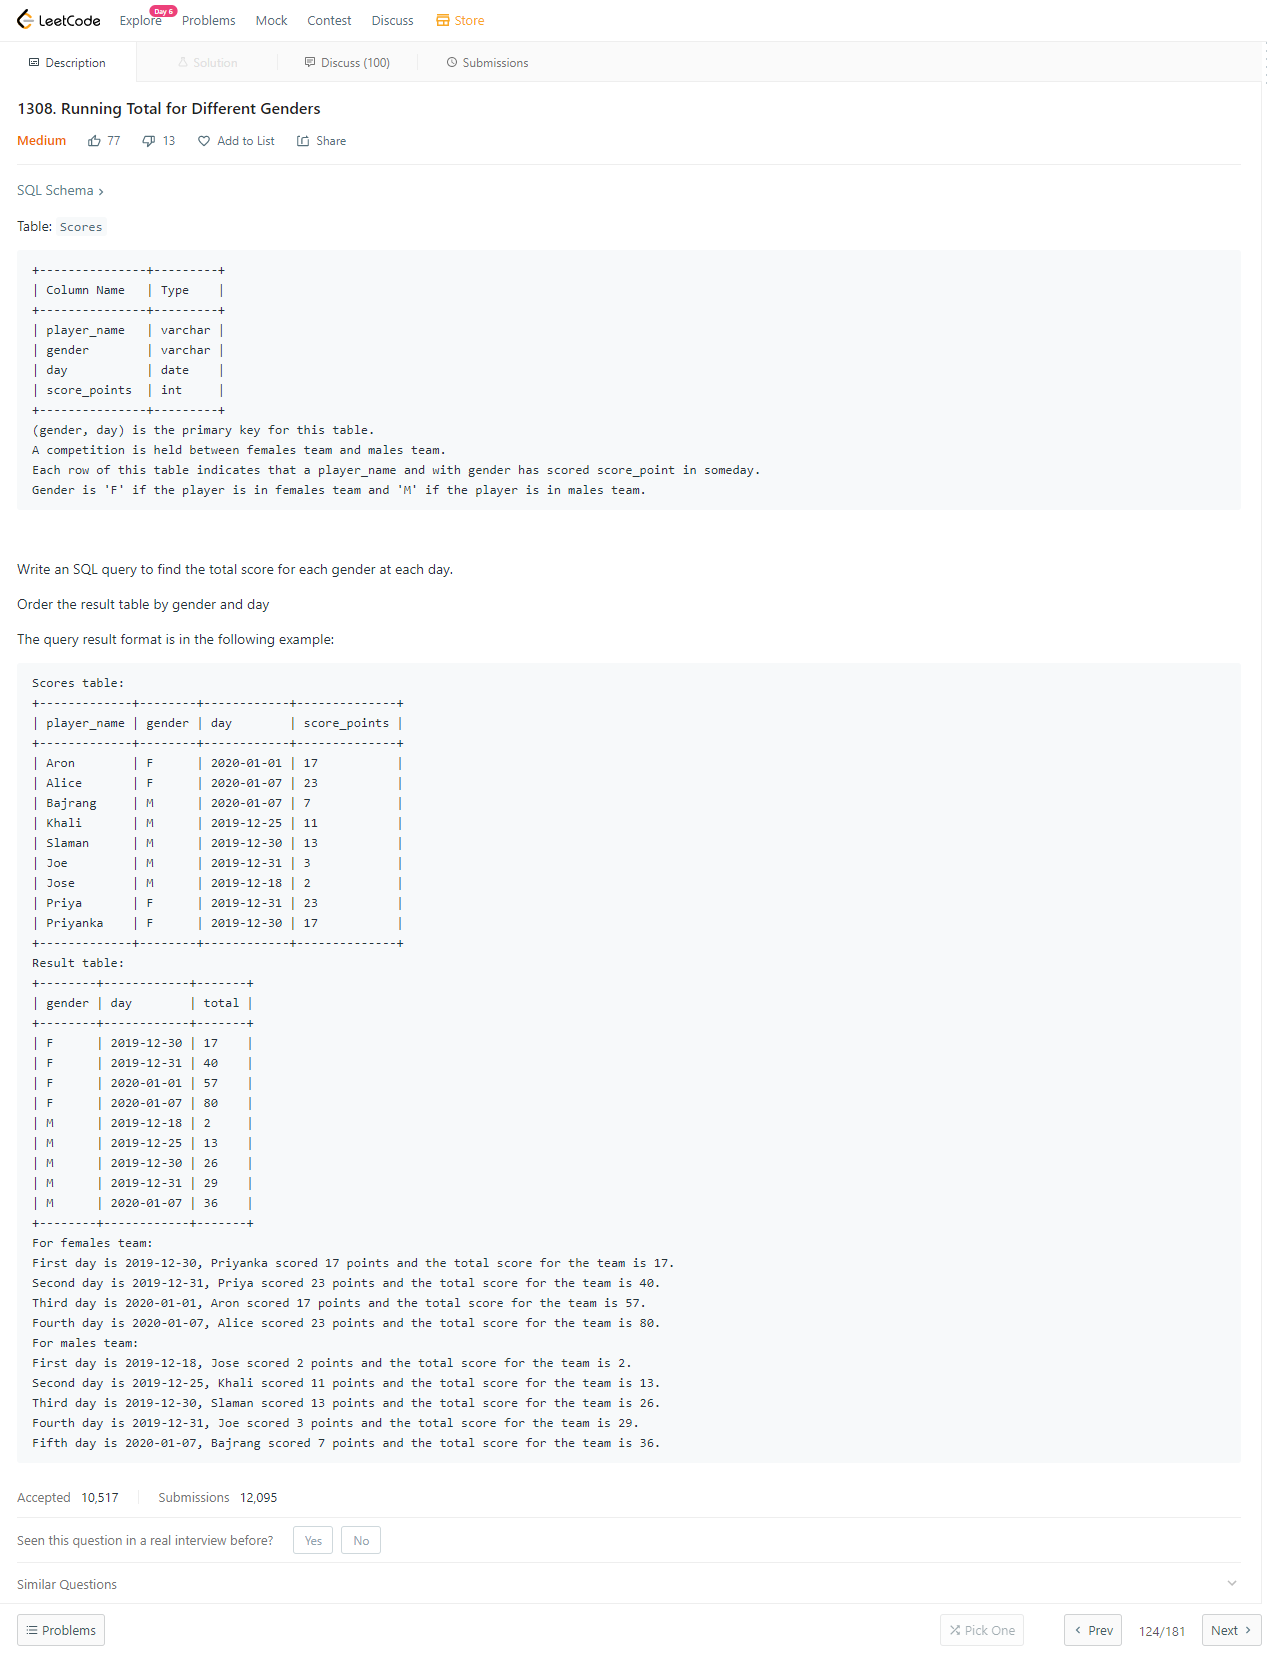 LeetCode Explore Day 6 Problems Mock Contest Discuss Store
Description Solution Discuss (100) Submissions
1308. Running Total for Different Genders
Medium 77 13 Add to List Share
SQL Schema >
Table: Scores
+---------------+---------+
| Column Name   | Type    |
+---------------+---------+
| player_name   | varchar |
| gender        | varchar |
| day           | date    |
| score_points  | int     |
+---------------+---------+
(gender, day) is the primary key for this table.
A competition is held between females team and males team.
Each row of this table indicates that a player_name and with gender has scored score_point in someday.
Gender is 'F' if the player is in females team and 'M' if the player is in males team.
Write an SQL query to find the total score for each gender at each day.
Order the result table by gender and day
The query result format is in the following example:
Scores table:
+-------------+--------+------------+--------------+
| player_name | gender | day        | score_points |
+-------------+--------+------------+--------------+
| Aron        | F      | 2020-01-01 | 17           |
| Alice       | F      | 2020-01-07 | 23           |
| Bajrang     | M      | 2020-01-07 | 7            |
| Khali       | M      | 2019-12-25 | 11           |
| Slaman      | M      | 2019-12-30 | 13           |
| Joe         | M      | 2019-12-31 | 3            |
| Jose        | M      | 2019-12-18 | 2            |
| Priya       | F      | 2019-12-31 | 23           |
| Priyanka    | F      | 2019-12-30 | 17           |
+-------------+--------+------------+--------------+
Result table:
+--------+------------+-------+
| gender | day        | total |
+--------+------------+-------+
| F      | 2019-12-30 | 17    |
| F      | 2019-12-31 | 40    |
| F      | 2020-01-01 | 57    |
| F      | 2020-01-07 | 80    |
| M      | 2019-12-18 | 2     |
| M      | 2019-12-25 | 13    |
| M      | 2019-12-30 | 26    |
| M      | 2019-12-31 | 29    |
| M      | 2020-01-07 | 36    |
+--------+------------+-------+
For females team:
First day is 2019-12-30, Priyanka scored 17 points and the total score for the team is 17.
Second day is 2019-12-31, Priya scored 23 points and the total score for the team is 40.
Third day is 2020-01-01, Aron scored 17 points and the total score for the team is 57.
Fourth day is 2020-01-07, Alice scored 23 points and the total score for the team is 80.
For males team:
First day is 2019-12-18, Jose scored 2 points and the total score for the team is 2.
Second day is 2019-12-25, Khali scored 11 points and the total score for the team is 13.
Third day is 2019-12-30, Slaman scored 13 points and the total score for the team is 26.
Fourth day is 2019-12-31, Joe scored 3 points and the total score for the team is 29.
Fifth day is 2020-01-07, Bajrang scored 7 points and the total score for the team is 36.
Accepted 10,517 Submissions 12,095
Seen this question in a real interview before? Yes No
Similar Questions
Problems Pick One < Prev 124/181 Next >